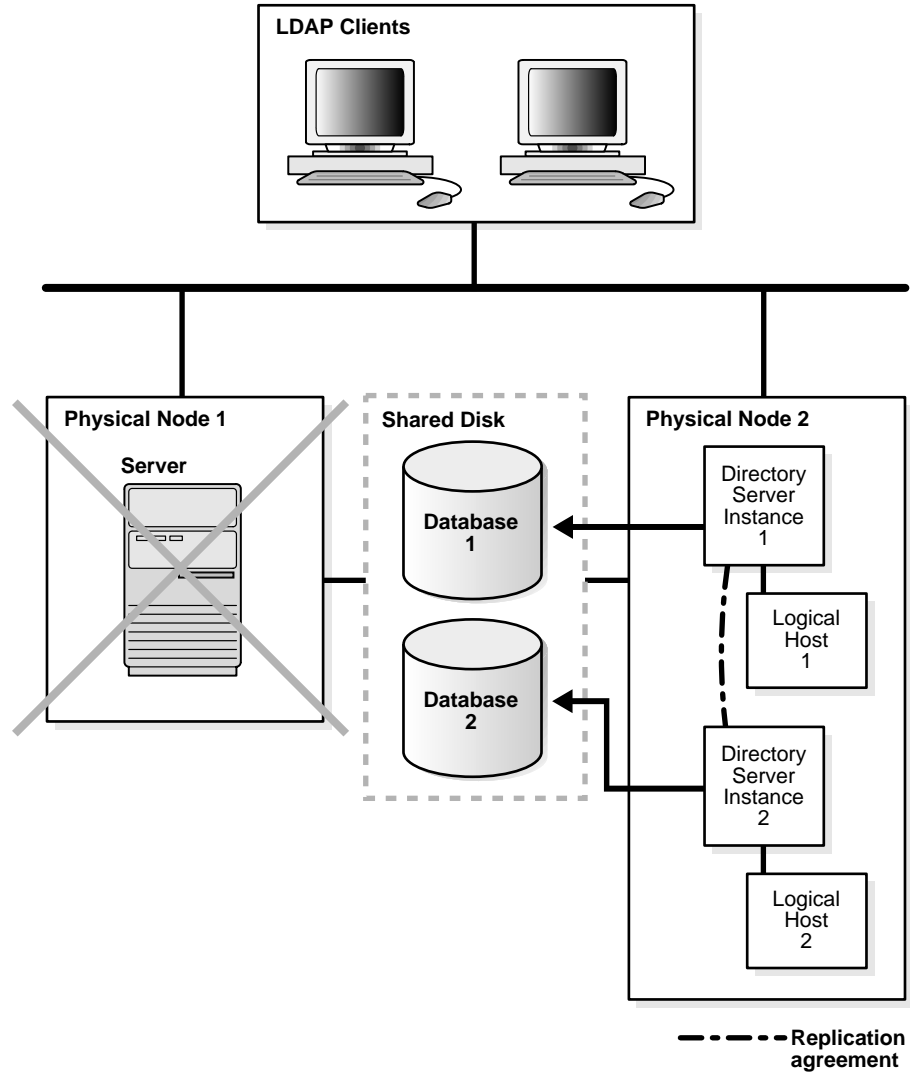 LDAP Clients
Physical Node 1
Server
Shared Disk
Database
1
Database
2
Physical Node 2
Directory
Server
Instance
1
Logical
Host
1
Directory
Server
Instance
2
Logical
Host
2
Replication
agreement